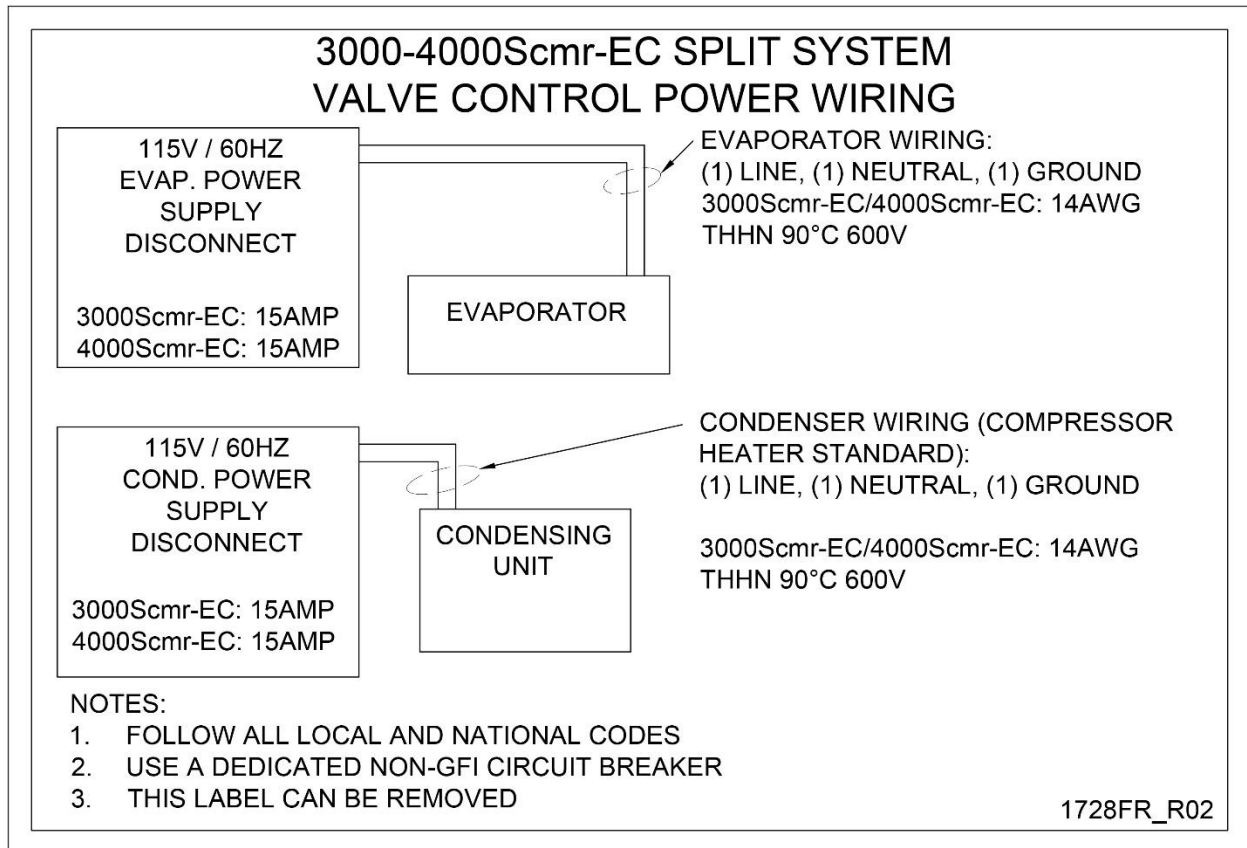 3000-4000Scmr-EC SPLIT SYSTEM
VALVE CONTROL POWER WIRING
115V / 60HZ
EVAP. POWER
SUPPLY
DISCONNECT
3000Scmr-EC: 15AMP
4000Scmr-EC: 15AMP
EVAPORATOR
EVAPORATOR WIRING:
(1) LINE, (1) NEUTRAL, (1) GROUND
3000Scmr-EC/4000Scmr-EC: 14AWG
THHN 90°C 600V
115V / 60HZ
COND. POWER
SUPPLY
DISCONNECT
3000Scmr-EC: 15AMP
4000Scmr-EC: 15AMP
CONDENSING
UNIT
CONDENSER WIRING (COMPRESSOR
HEATER STANDARD):
(1) LINE, (1) NEUTRAL, (1) GROUND
3000Scmr-EC/4000Scmr-EC: 14AWG
THHN 90°C 600V
NOTES:
1. FOLLOW ALL LOCAL AND NATIONAL CODES
2. USE A DEDICATED NON-GFI CIRCUIT BREAKER
3. THIS LABEL CAN BE REMOVED
1728FR_R02